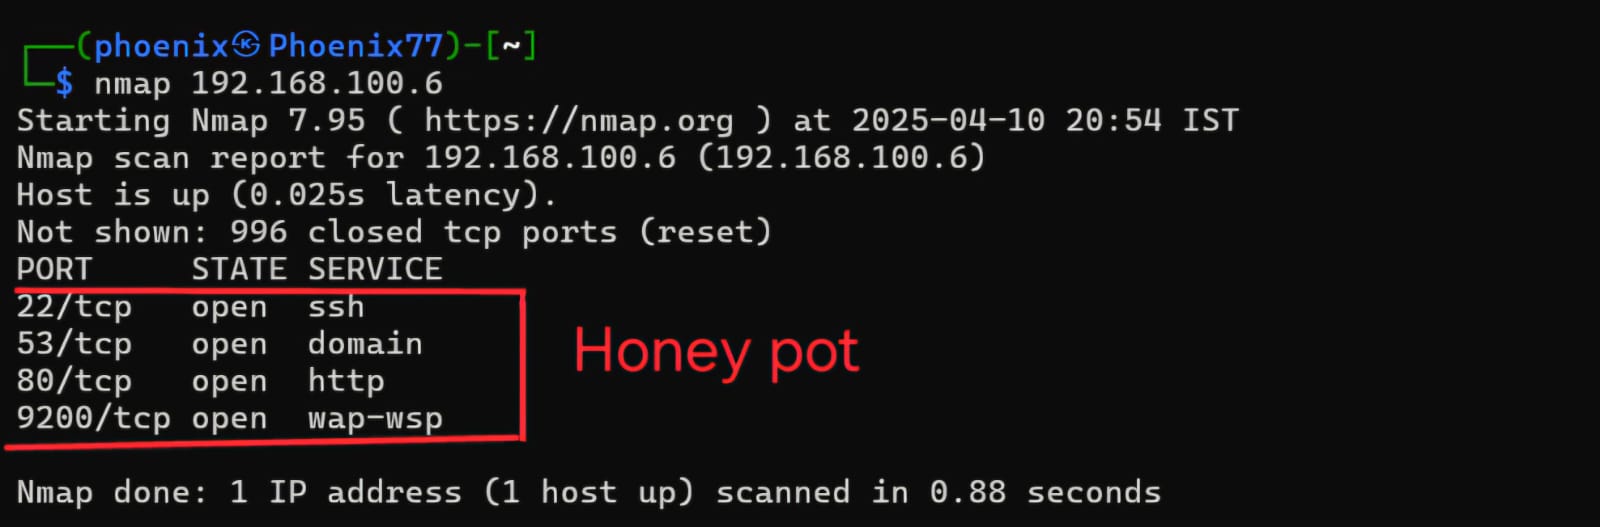 (phoenix㉿Phoenix77)-[~]
$ nmap 192.168.100.6
Starting Nmap 7.95 ( https://nmap.org ) at 2025-04-10 20:54 IST
Nmap scan report for 192.168.100.6 (192.168.100.6)
Host is up (0.025s latency).
Not shown: 996 closed tcp ports (reset)
PORT     STATE SERVICE
22/tcp   open  ssh
53/tcp   open  domain
80/tcp   open  http
9200/tcp open  wap-wsp
Honey pot
Nmap done: 1 IP address (1 host up) scanned in 0.88 seconds